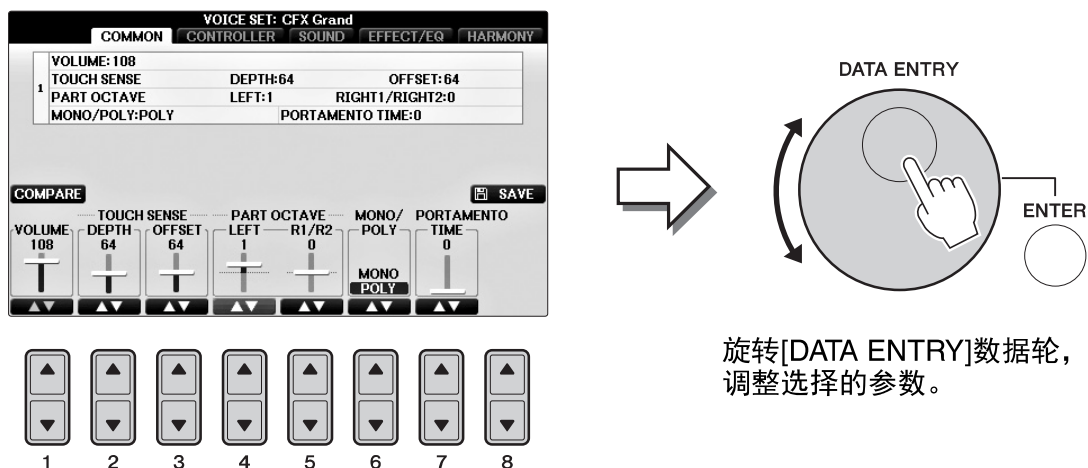 VOICE SET: CFX Grand
COMMON CONTROLLER SOUND EFFECT/EQ HARMONY
1
VOLUME:108
TOUCH SENSE DEPTH:64 OFFSET:64
PART OCTAVE LEFT:1 RIGHT1/RIGHT2:0
MONO/POLY:POLY PORTAMENTO TIME:0
COMPARE SAVE
TOUCH SENSE PART OCTAVE MONO/ PORTAMENTO
VOLUME DEPTH OFFSET LEFT R1/R2 POLY TIME
108 64 64 1 0 0
MONO
POLY
1 2 3 4 5 6 7 8
DATA ENTRY
ENTER
旋转[DATA ENTRY]数据轮，
调整选择的参数。